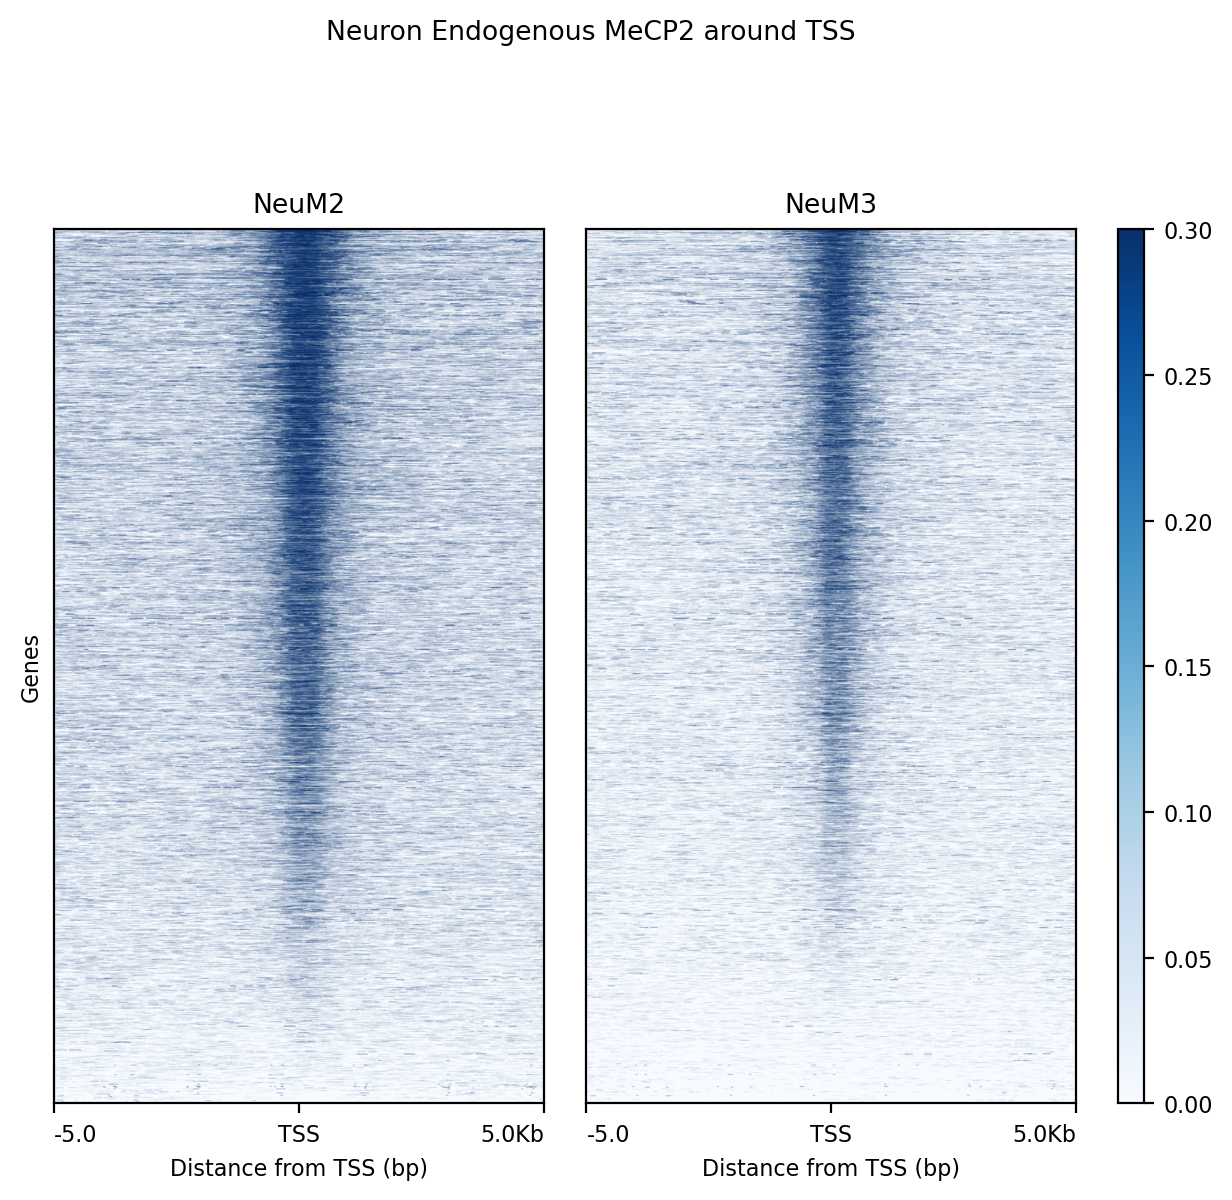 Neuron Endogenous MeCP2 around TSS
NeuM2
NeuM3
Genes
-5.0 TSS 5.0Kb
Distance from TSS (bp)
-5.0 TSS 5.0Kb
Distance from TSS (bp)
0.30
0.25
0.20
0.15
0.10
0.05
0.00